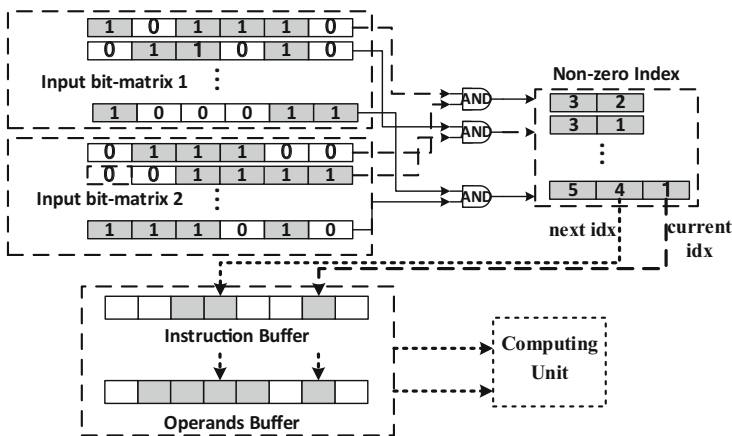 1 0 1 1 1 0
0 1 1 0 1 0
Input bit-matrix 1
1 0 0 0 1 1
0 1 1 1 0 0
0 0 1 1 1 1
Input bit-matrix 2
1 1 1 0 1 0
AND
AND
AND
Non-zero Index
3 2
3 1
5 4 1
next idx
current
idx
Instruction Buffer
Operands Buffer
Computing
Unit